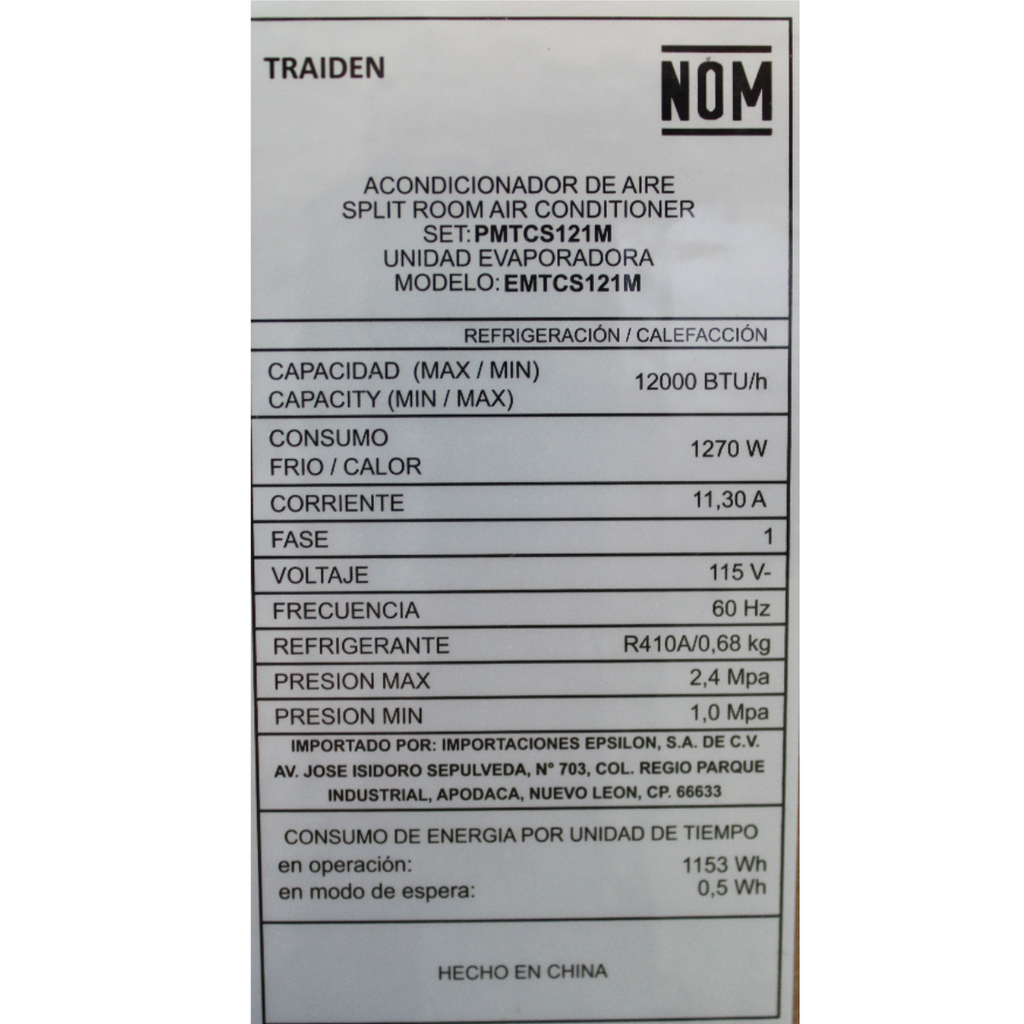 TRAIDEN
NOM
ACONDICIONADOR DE AIRE
SPLIT ROOM AIR CONDITIONER
SET: PMTCS121M
UNIDAD EVAPORADORA
MODELO: EMTCS121M
REFRIGERACIÓN / CALEFACCIÓN
CAPACIDAD (MAX / MIN)
CAPACITY (MIN / MAX)
12000 BTU/h
CONSUMO
FRIO / CALOR
1270 W
CORRIENTE 11,30 A
FASE 1
VOLTAJE 115 V-
FRECUENCIA 60 Hz
REFRIGERANTE R410A/0,68 kg
PRESION MAX 2,4 Mpa
PRESION MIN 1,0 Mpa
IMPORTADO POR: IMPORTACIONES EPSILON, S.A. DE C.V.
AV. JOSE ISIDORO SEPULVEDA, N° 703, COL. REGIO PARQUE
INDUSTRIAL, APODACA, NUEVO LEON, CP. 66633
CONSUMO DE ENERGIA POR UNIDAD DE TIEMPO
en operación: 1153 Wh
en modo de espera: 0,5 Wh
HECHO EN CHINA